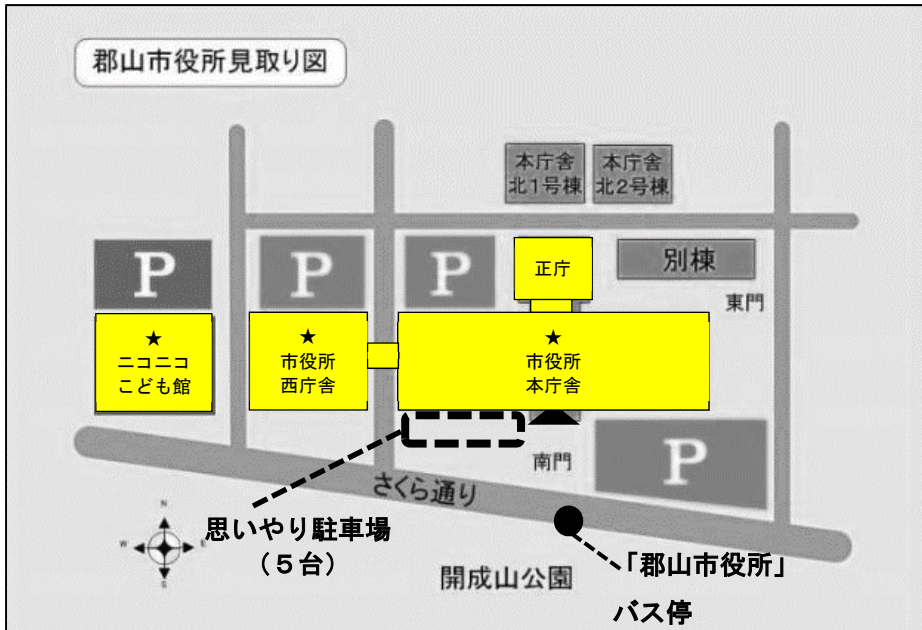 郡山市役所見取り図
本庁舎
北1号棟
本庁舎
北2号棟
P
P
P
正庁
別棟
東門
★
ニコニコ
こども館
★
市役所
西庁舎
★
市役所
本庁舎
南門
P
さくら通り
思いやり駐車場
（５台）
N
W
E
S
開成山公園
「郡山市役所」
バス停